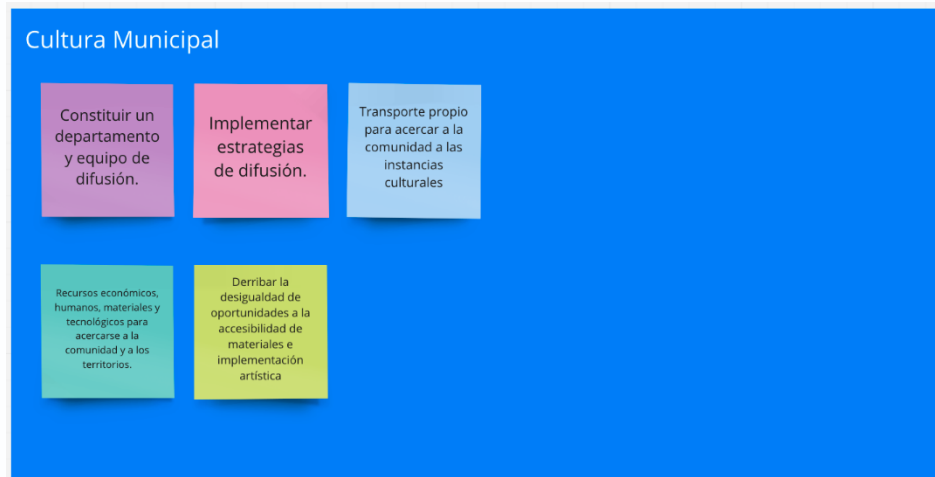 Cultura Municipal
Constituir un
departamento
y equipo de
difusión.
Implementar
estrategias
de difusión.
Transporte propio
para acercar a la
comunidad a las
instancias
culturales
Recursos económicos,
humanos, materiales y
tecnológicos para
acercarse a la
comunidad y a los
territorios.
Derribar la
desigualdad de
oportunidades a la
accesibilidad de
materiales e
implementación
artística